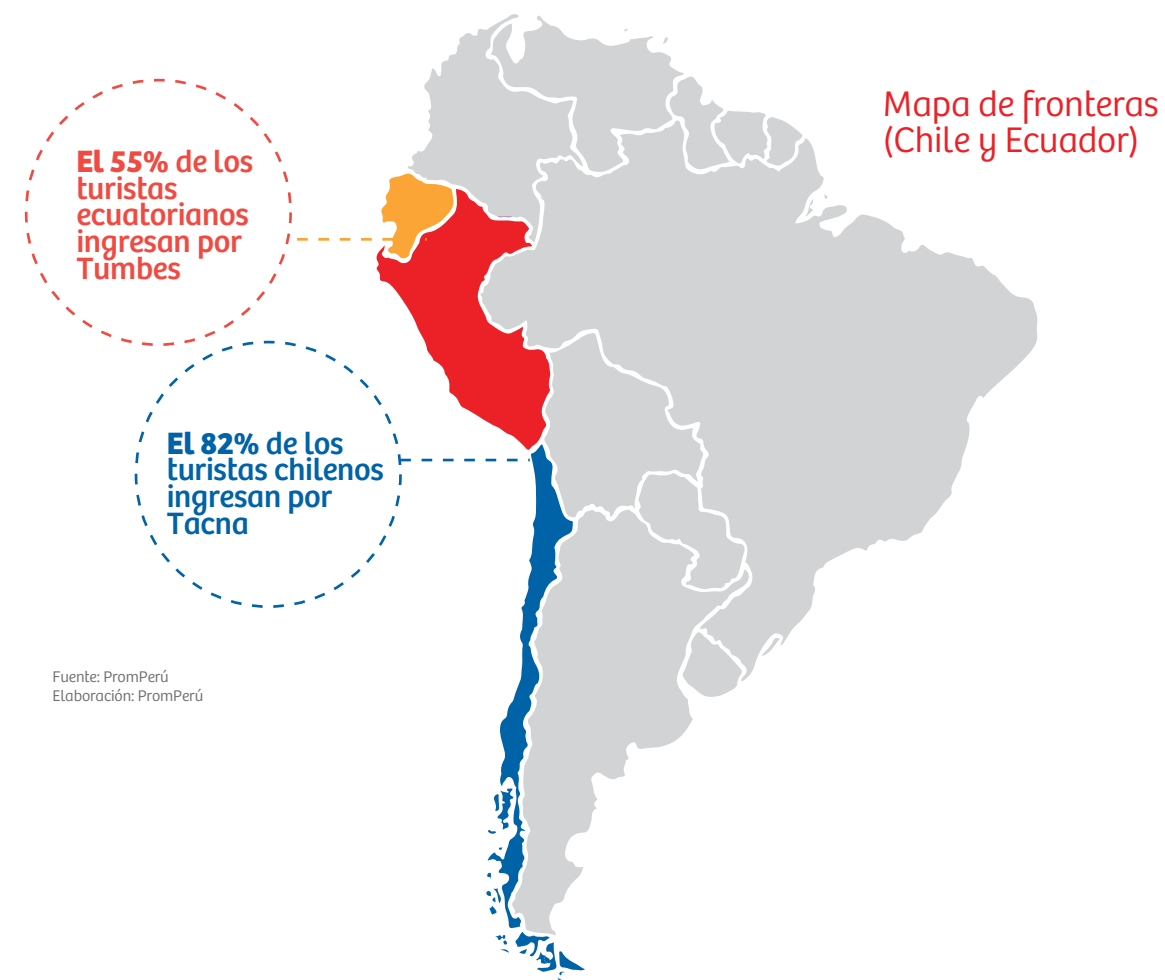 Mapa de fronteras
(Chile y Ecuador)
El 55% de los
turistas
ecuatorianos
ingresan por
Tumbes
El 82% de los
turistas chilenos
ingresan por
Tacna
Fuente: PromPerú
Elaboración: PromPerú